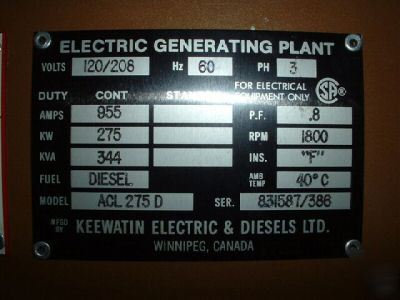 ELECTRIC GENERATING PLANT
VOLTS 120/208 Hz 60 PH 3
FOR ELECTRICAL EQUIPMENT ONLY SA
DUTY CONT
AMPS 955 P.F. .8
KW 275 RPM 1800
KVA 344 INS. "F"
FUEL DIESEL AMB TEMP 40°C
MODEL ACL 275 D SER. 831587/386
MFGD BY KEEWATIN ELECTRIC & DIESELS LTD.
WINNIPEG, CANADA